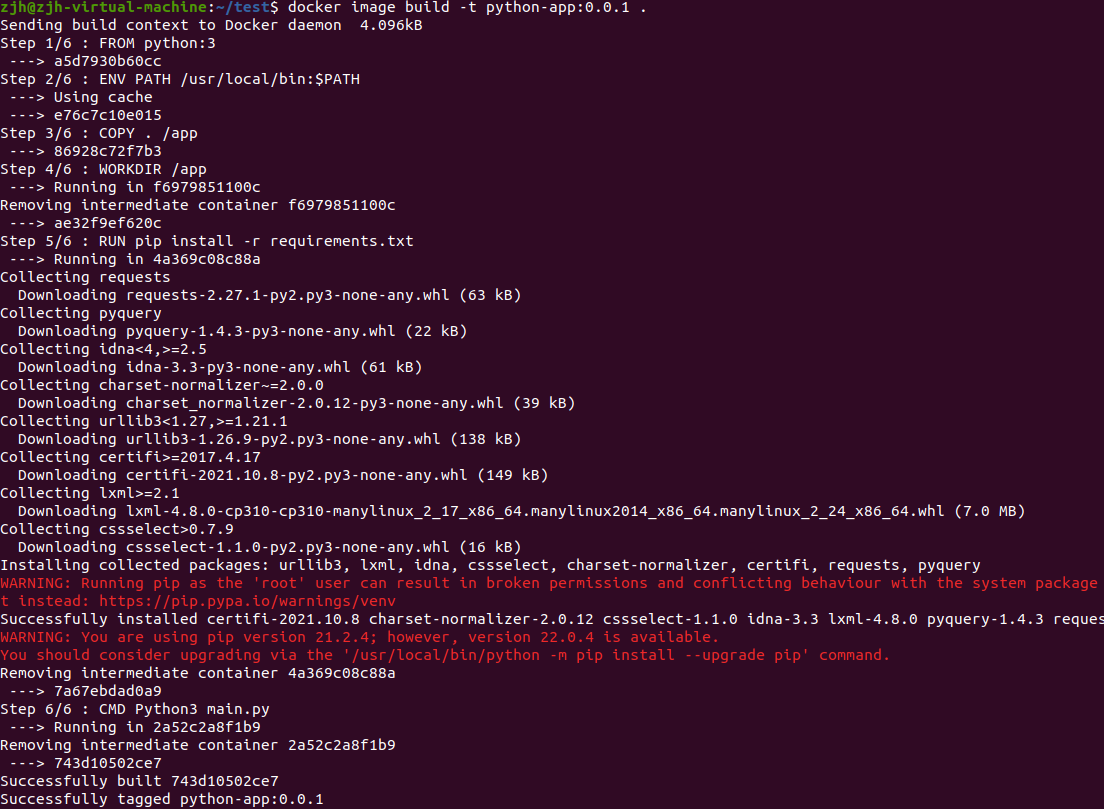 zjh@zjh-virtual-machine:~/test$ docker image build -t python-app:0.0.1 .
Sending build context to Docker daemon  4.096kB
Step 1/6 : FROM python:3
 ---> a5d7930b60cc
Step 2/6 : ENV PATH /usr/local/bin:$PATH
 ---> Using cache
 ---> e76c7c10e015
Step 3/6 : COPY . /app
 ---> 86928c72f7b3
Step 4/6 : WORKDIR /app
 ---> Running in f6979851100c
Removing intermediate container f6979851100c
 ---> ae32f9ef620c
Step 5/6 : RUN pip install -r requirements.txt
 ---> Running in 4a369c08c88a
Collecting requests
  Downloading requests-2.27.1-py2.py3-none-any.whl (63 kB)
Collecting pyquery
  Downloading pyquery-1.4.3-py3-none-any.whl (22 kB)
Collecting idna<4,>=2.5
  Downloading idna-3.3-py3-none-any.whl (61 kB)
Collecting charset-normalizer~=2.0.0
  Downloading charset_normalizer-2.0.12-py3-none-any.whl (39 kB)
Collecting urllib3<1.27,>=1.21.1
  Downloading urllib3-1.26.9-py2.py3-none-any.whl (138 kB)
Collecting certifi>=2017.4.17
  Downloading certifi-2021.10.8-py2.py3-none-any.whl (149 kB)
Collecting lxml>=2.1
  Downloading lxml-4.8.0-cp310-cp310-manylinux_2_17_x86_64.manylinux2014_x86_64.manylinux_2_24_x86_64.whl (7.0 MB)
Collecting cssselect>0.7.9
  Downloading cssselect-1.1.0-py2.py3-none-any.whl (16 kB)
Installing collected packages: urllib3, lxml, idna, cssselect, charset-normalizer, certifi, requests, pyquery
WARNING: Running pip as the 'root' user can result in broken permissions and conflicting behaviour with the system package
t instead: https://pip.pypa.io/warnings/venv
Successfully installed certifi-2021.10.8 charset-normalizer-2.0.12 cssselect-1.1.0 idna-3.3 lxml-4.8.0 pyquery-1.4.3 reques
WARNING: You are using pip version 21.2.4; however, version 22.0.4 is available.
You should consider upgrading via the '/usr/local/bin/python -m pip install --upgrade pip' command.
Removing intermediate container 4a369c08c88a
 ---> 7a67ebdad0a9
Step 6/6 : CMD Python3 main.py
 ---> Running in 2a52c2a8f1b9
Removing intermediate container 2a52c2a8f1b9
 ---> 743d10502ce7
Successfully built 743d10502ce7
Successfully tagged python-app:0.0.1